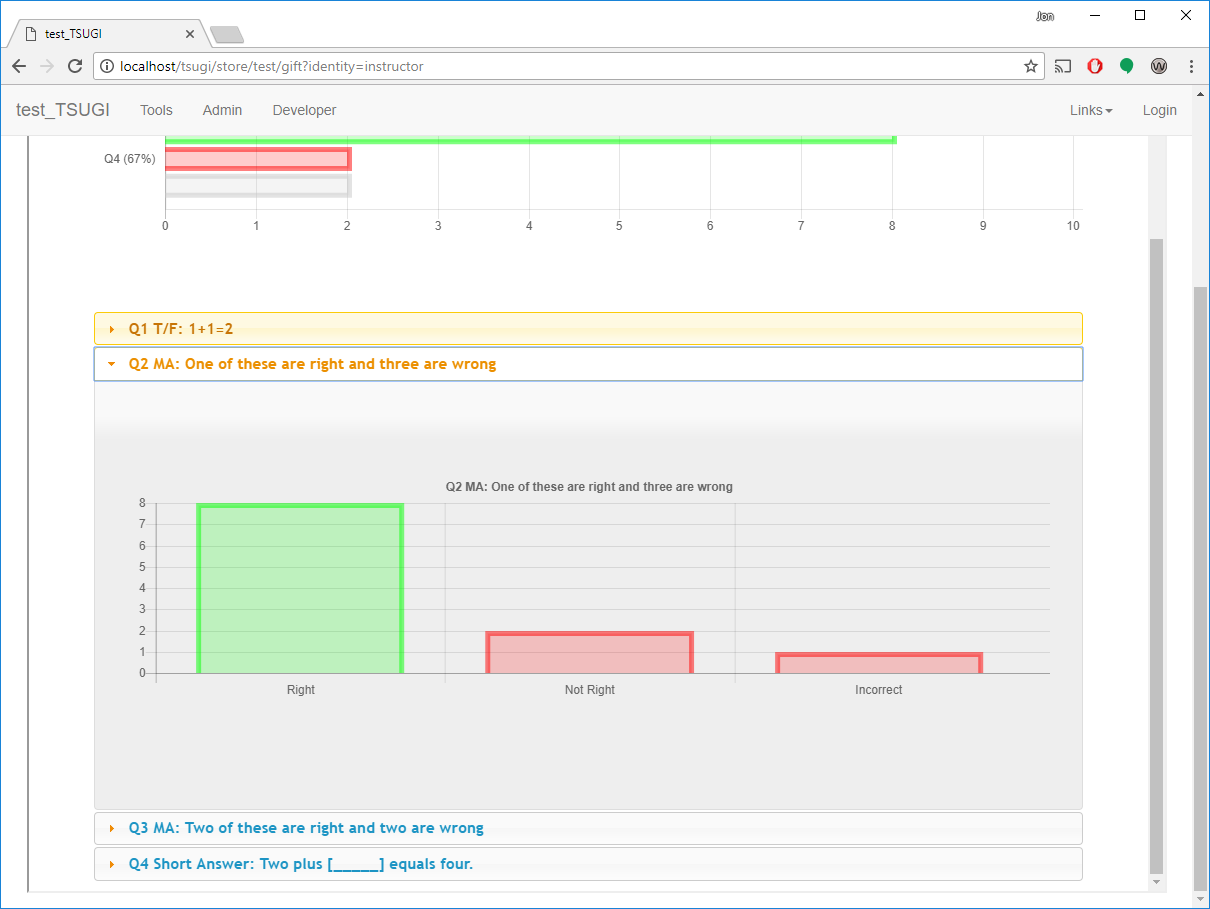 Jon
test_TSUGI
localhost/tsugi/store/test/gift?identity=instructor
W
test_TSUGI Tools Admin Developer Links Login
Q4 (67%)
0 1 2 3 4 5 6 7 8 9 10
Q1 T/F: 1+1=2
Q2 MA: One of these are right and three are wrong
Q2 MA: One of these are right and three are wrong
8
7
6
5
4
3
2
1
0
Right Not Right Incorrect
Q3 MA: Two of these are right and two are wrong
Q4 Short Answer: Two plus [_____] equals four.